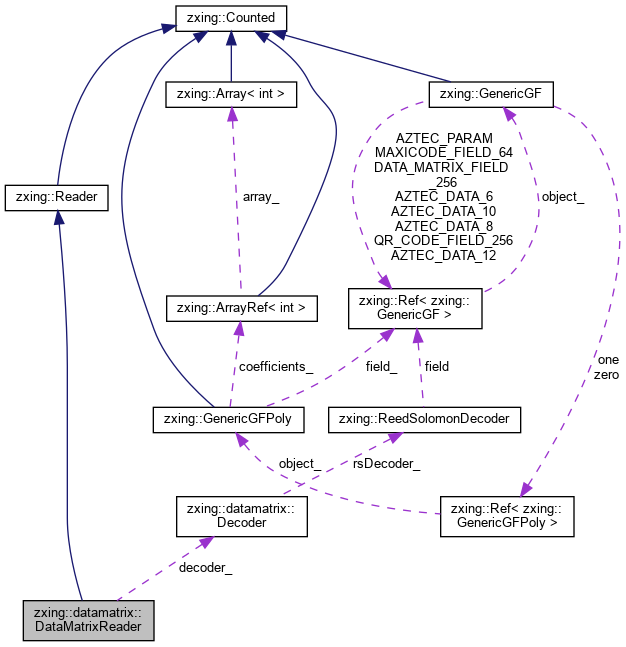 zxing::Counted
zxing::Array< int >
zxing::GenericGF
AZTEC_PARAM
MAXICODE_FIELD_64
DATA_MATRIX_FIELD
_256
AZTEC_DATA_6
AZTEC_DATA_10
AZTEC_DATA_8
QR_CODE_FIELD_256
AZTEC_DATA_12
zxing::Reader
array_
object_
zxing::ArrayRef< int >
zxing::Ref< zxing::
GenericGF >
coefficients_
field_
field
one
zero
zxing::GenericGFPoly
zxing::ReedSolomonDecoder
object_
rsDecoder_
zxing::datamatrix::
Decoder
zxing::Ref< zxing::
GenericGFPoly >
decoder_
zxing::datamatrix::
DataMatrixReader